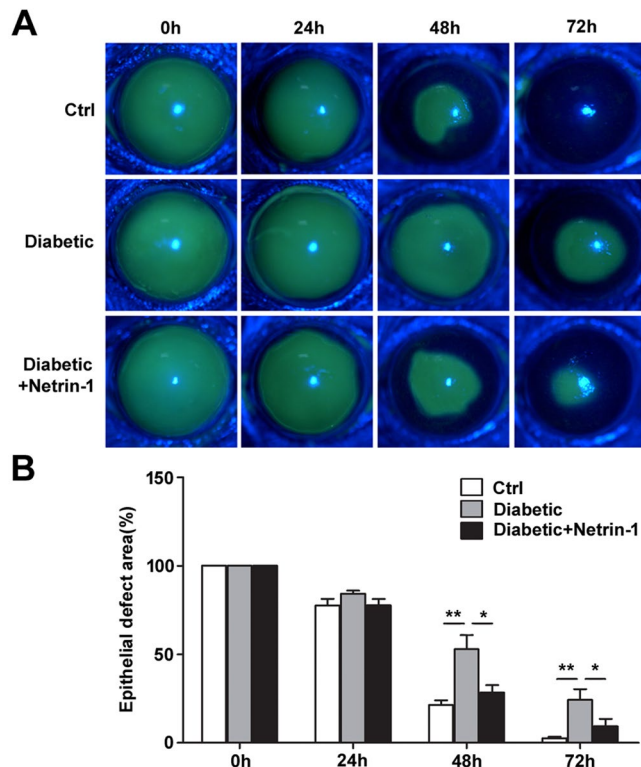 A
0h 24h 48h 72h
Ctrl
Diabetic
Diabetic
+Netrin-1
B
Epithelial defect area(%)
150
100
50
0
Ctrl
Diabetic
Diabetic+Netrin-1
** *
** *
0h 24h 48h 72h